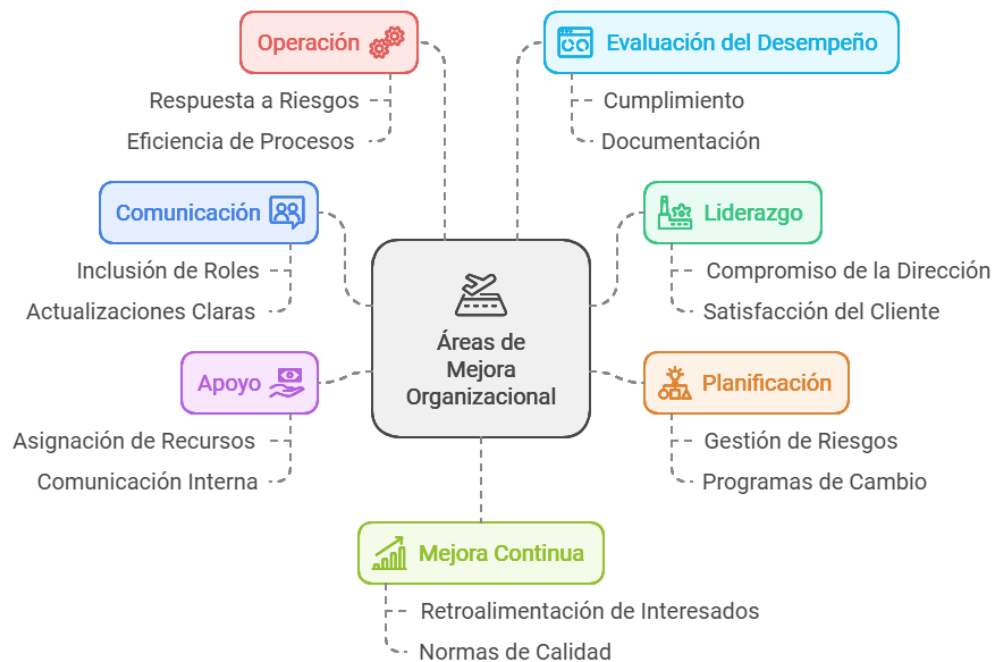 Operación
Respuesta a Riesgos
Eficiencia de Procesos
Evaluación del Desempeño
Cumplimiento
Documentación
Comunicación
Inclusión de Roles
Actualizaciones Claras
Liderazgo
Compromiso de la Dirección
Satisfacción del Cliente
Áreas de
Mejora
Organizacional
Apoyo
Asignación de Recursos
Comunicación Interna
Planificación
Gestión de Riesgos
Programas de Cambio
Mejora Continua
Retroalimentación de Interesados
Normas de Calidad